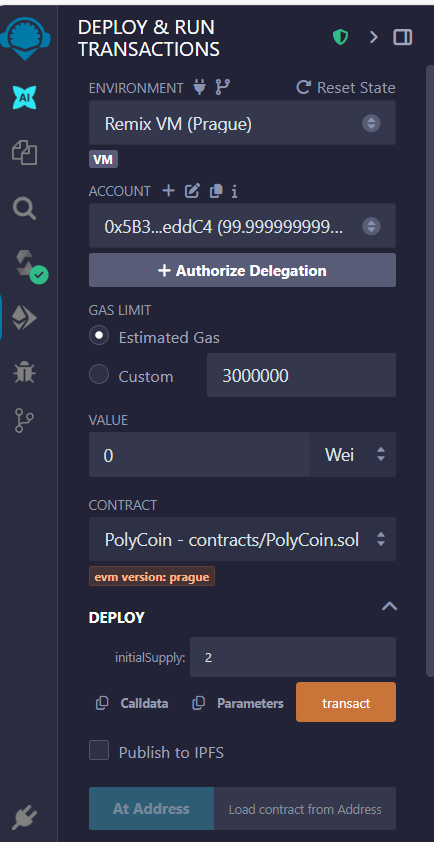 DEPLOY & RUN
TRANSACTIONS
AI
ENVIRONMENT
Reset State
Remix VM (Prague)
VM
ACCOUNT
0x5B3...eddC4 (99.999999999...
+ Authorize Delegation
GAS LIMIT
Estimated Gas
Custom
3000000
VALUE
0
Wei
CONTRACT
PolyCoin - contracts/PolyCoin.sol
evm version: prague
DEPLOY
initialSupply:
2
Calldata
Parameters
transact
Publish to IPFS
At Address
Load contract from Address